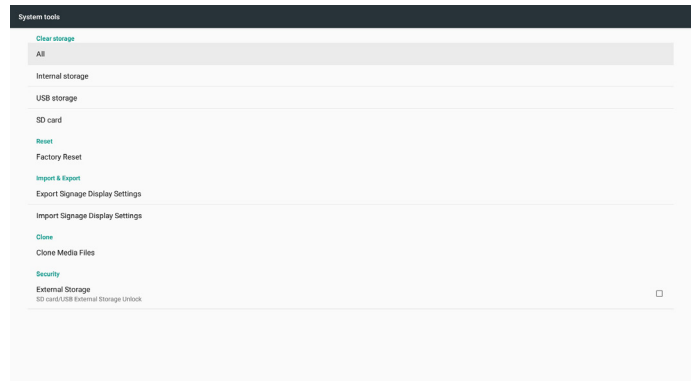 System tools
Clear storage
All
Internal storage
USB storage
SD card
Reset
Factory Reset
Import & Export
Export Signage Display Settings
Import Signage Display Settings
Clone
Clone Media Files
Security
External Storage
SD card/USB External Storage Unlock